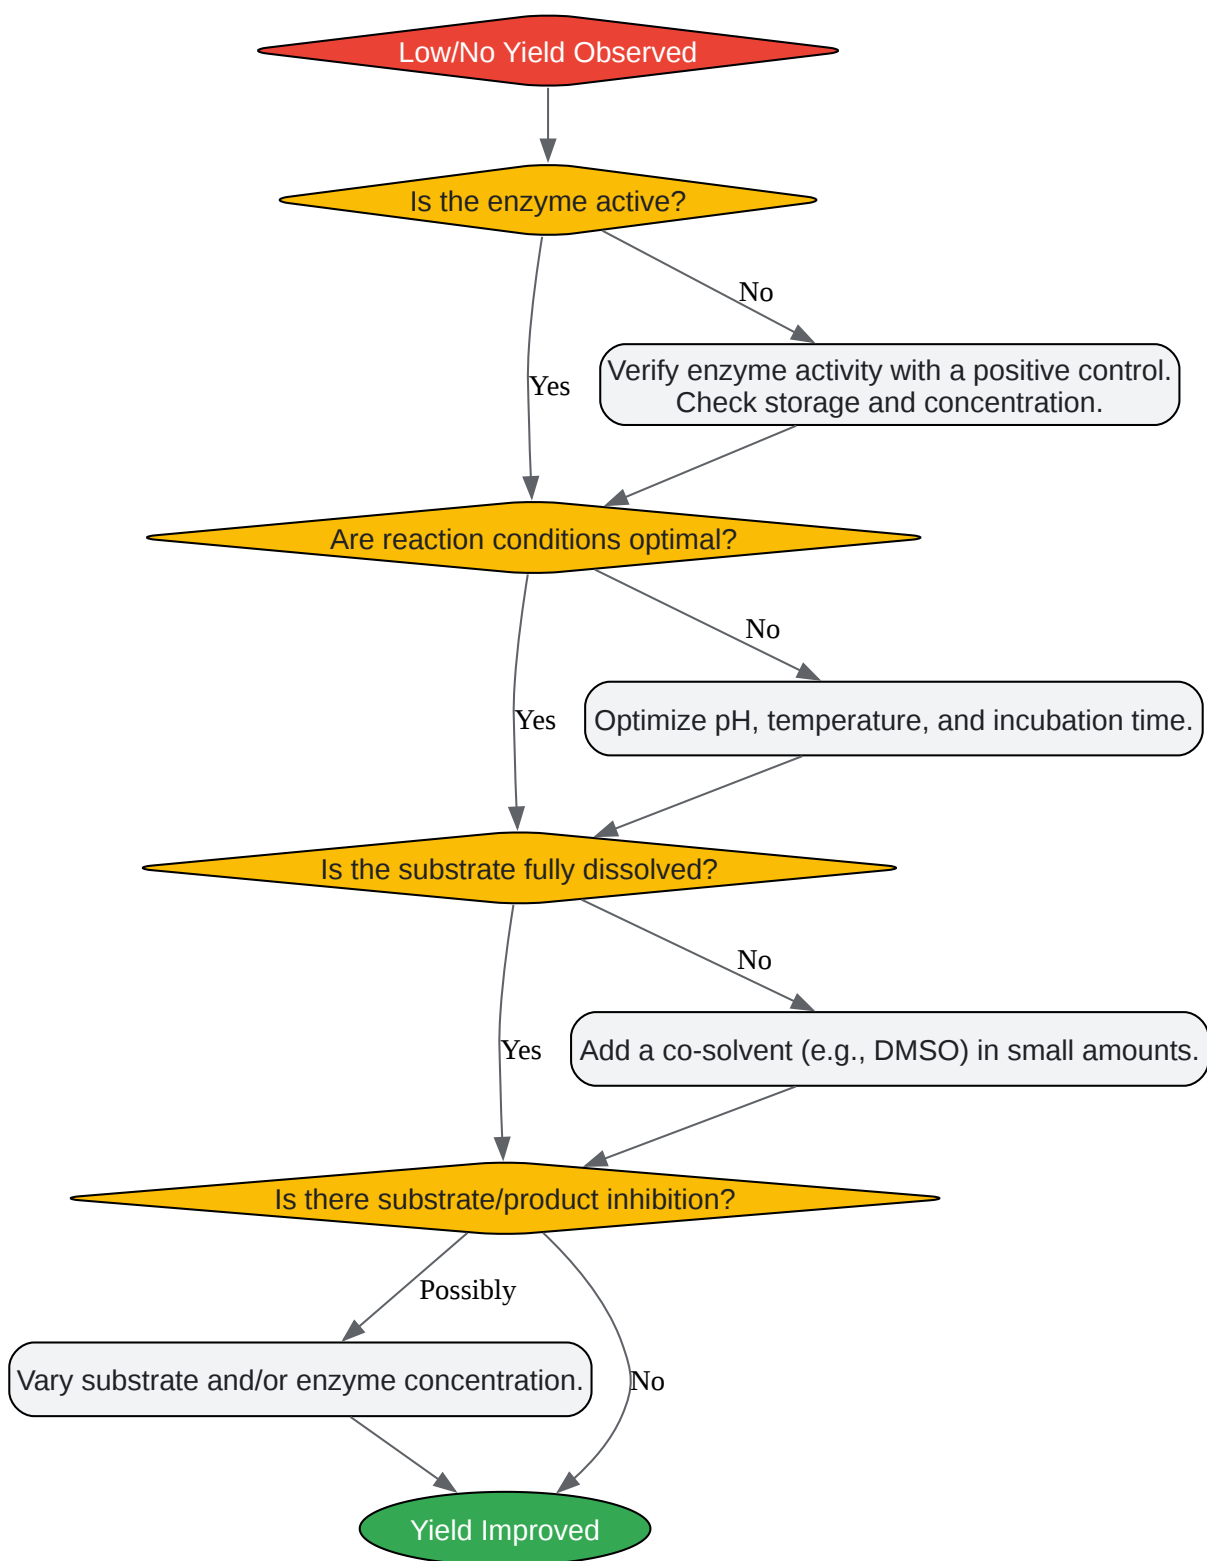 Low/No Yield Observed
Is the enzyme active?
No
Verify enzyme activity with a positive control.
Check storage and concentration.
Yes
Are reaction conditions optimal?
No
Optimize pH, temperature, and incubation time.
Yes
Is the substrate fully dissolved?
No
Add a co-solvent (e.g., DMSO) in small amounts.
Yes
Is there substrate/product inhibition?
Possibly
Vary substrate and/or enzyme concentration.
No
Yield Improved